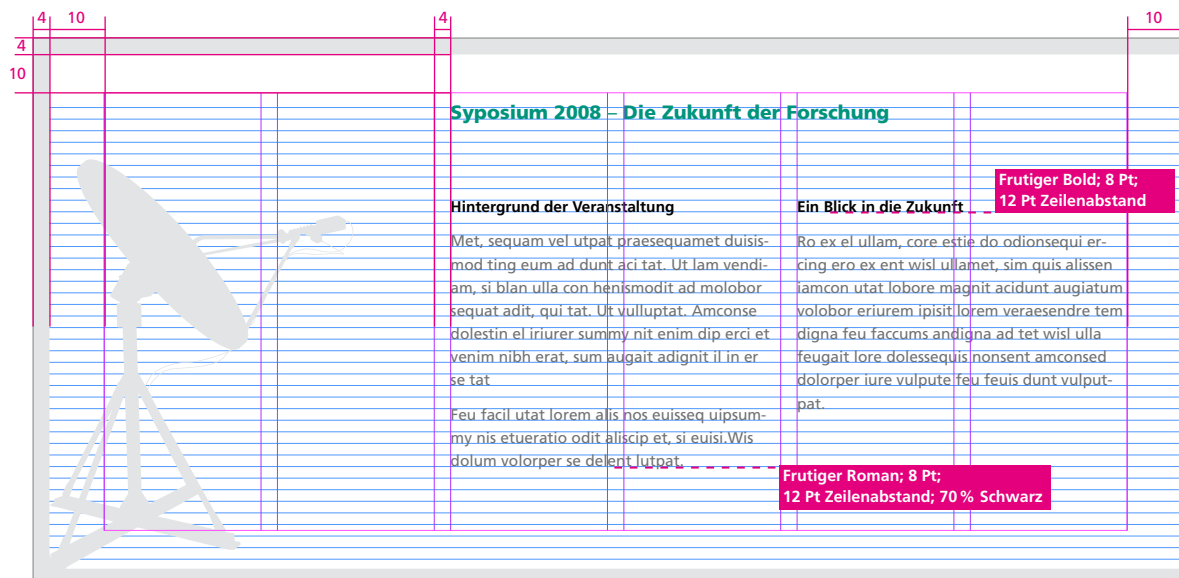 4 10 4 10
4
10
Syposium 2008 – Die Zukunft der Forschung
Frutiger Bold; 8 Pt;
12 Pt Zeilenabstand
Hintergrund der Veranstaltung
Met, sequam vel utpat praesequamet duisis-
mod ting eum ad dunt aci tat. Ut lam vendi-
am, si blan ulla con henismodit ad molobor
sequat adit, qui tat. Ut vulluptat. Amconse
dolestin el iriurer summy nit enim dip erci et
venim nibh erat, sum augait adignit il in er
se tat
Feu facil utat lorem alis nos euisseq uipsum-
my nis etueratio odit aliscip et, si euisi.Wis
dolum volorper se delent lutpat.
Ein Blick in die Zukunft
Ro ex el ullam, core estie do odionsequi er-
cing ero ex ent wisl ullamet, sim quis alissen
iamcon utat lobore magnit acidunt augiatum
volobor eriurem ipisit lorem veraesendre tem
digna feu faccums andigna ad tet wisl ulla
feugait lore dolessequis nonsent amconsed
dolorper iure vulpute feu feuis dunt vulput-
pat.
Frutiger Roman; 8 Pt;
12 Pt Zeilenabstand; 70 % Schwarz